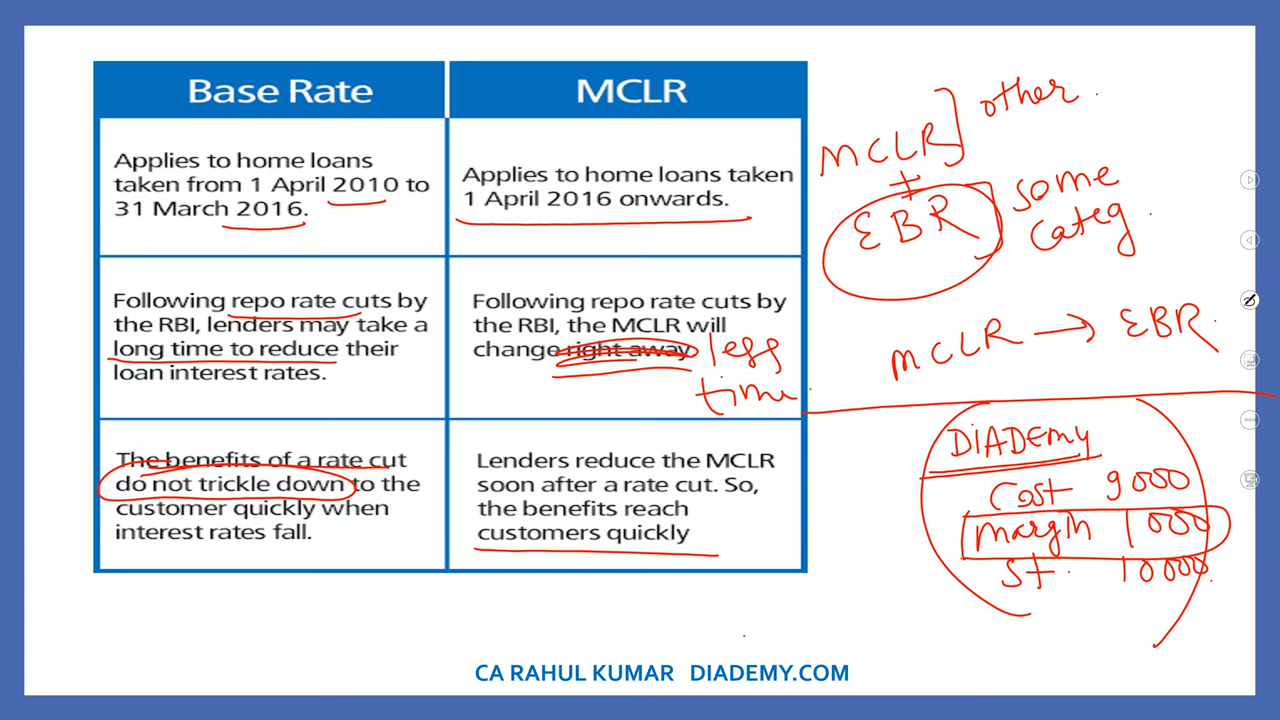 Base Rate
MCLR
Applies to home loans
taken from 1 April 2010 to
31 March 2016.
Applies to home loans taken
1 April 2016 onwards.
Following repo rate cuts by
the RBI, lenders may take a
long time to reduce their
loan interest rates.
Following repo rate cuts by
the RBI, the MCLR will
change right away
less
time
The benefits of a rate cut
do not trickle down to the
customer quickly when
interest rates fall.
Lenders reduce the MCLR
soon after a rate cut. So,
the benefits reach
customers quickly
MCLR
other
+
EBR
some
categ
MCLR → EBR
DIADEMY
Cost 9000
margin 1000
10000
CA RAHUL KUMAR DIADEMY.COM